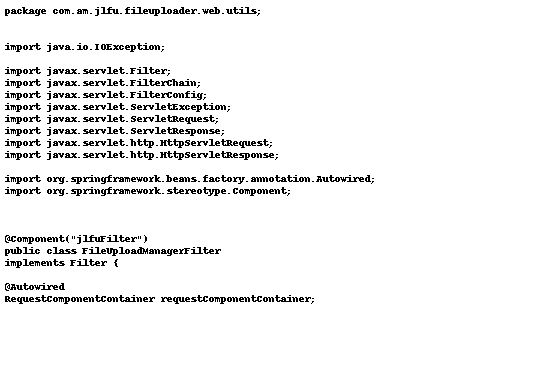 package com.am.jlfu.fileuploader.web.utils;
import java.io.IOException;
import javax.servlet.Filter;
import javax.servlet.FilterChain;
import javax.servlet.FilterConfig;
import javax.servlet.ServletException;
import javax.servlet.ServletRequest;
import javax.servlet.ServletResponse;
import javax.servlet.http.HttpServletRequest;
import javax.servlet.http.HttpServletResponse;
import org.springframework.beans.factory.annotation.Autowired;
import org.springframework.stereotype.Component;
@Component("jlfuFilter")
public class FileUploadManagerFilter
implements Filter {
@Autowired
RequestComponentContainer requestComponentContainer;